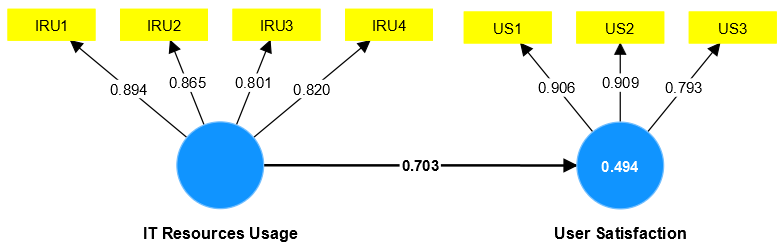 IRU1 IRU2 IRU3 IRU4 US1 US2 US3
0.894 0.865 0.801 0.820 0.906 0.909 0.793
0.703 0.494
IT Resources Usage User Satisfaction